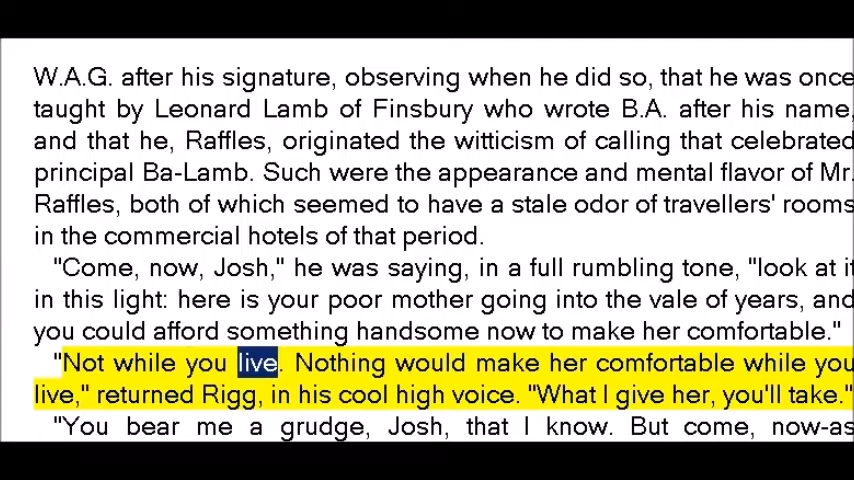 W.A.G. after his signature, observing when he did so, that he was once
taught by Leonard Lamb of Finsbury who wrote B.A. after his name,
and that he, Raffles, originated the witticism of calling that celebrated
principal Ba-Lamb. Such were the appearance and mental flavor of Mr.
Raffles, both of which seemed to have a stale odor of travellers' rooms
in the commercial hotels of that period.
"Come, now, Josh," he was saying, in a full rumbling tone, "look at it
in this light: here is your poor mother going into the vale of years, and
you could afford something handsome now to make her comfortable."
"Not while you live. Nothing would make her comfortable while you
live," returned Rigg, in his cool high voice. "What I give her, you'll take."
"You bear me a grudge, Josh, that I know. But come, now-as